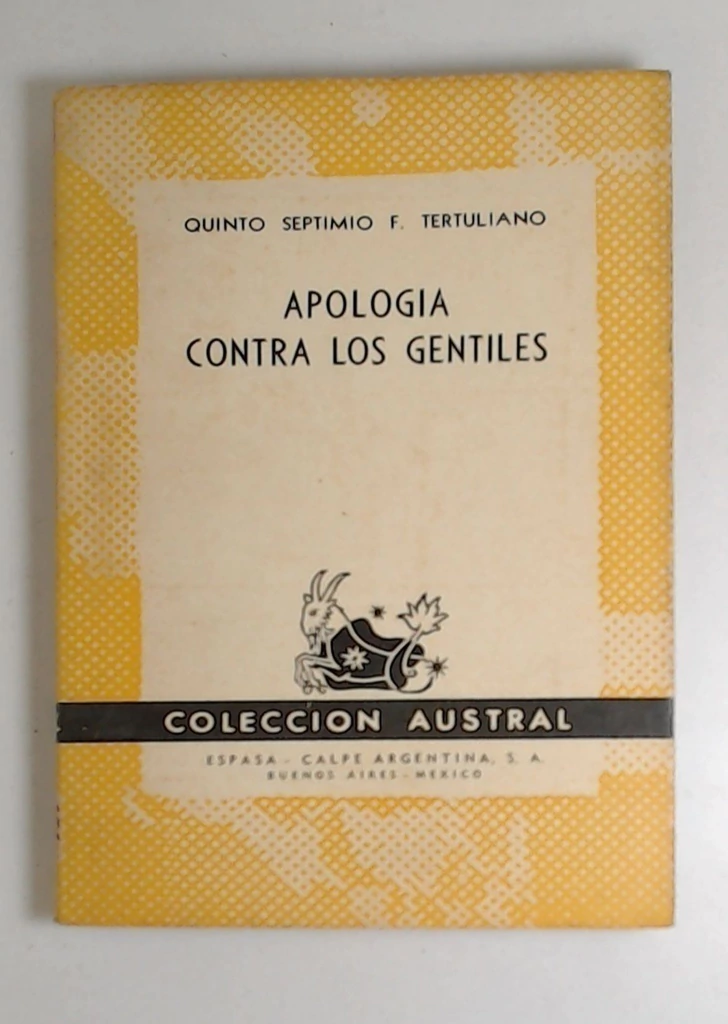 QUINTO SEPTIMIO F. TERTULIANO
APOLOGIA
CONTRA LOS GENTILES
COLECCION AUSTRAL
ESPASA - CALPE ARGENTINA, S. A.
BUENOS AIRES - MEXICO